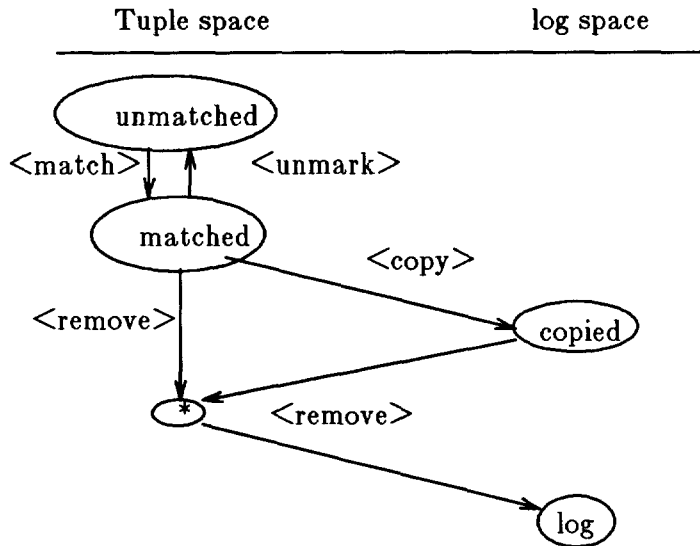 Tuple space log space
unmatched
<match> <unmark>
matched
<copy>
<remove>
copied
*
<remove>
log